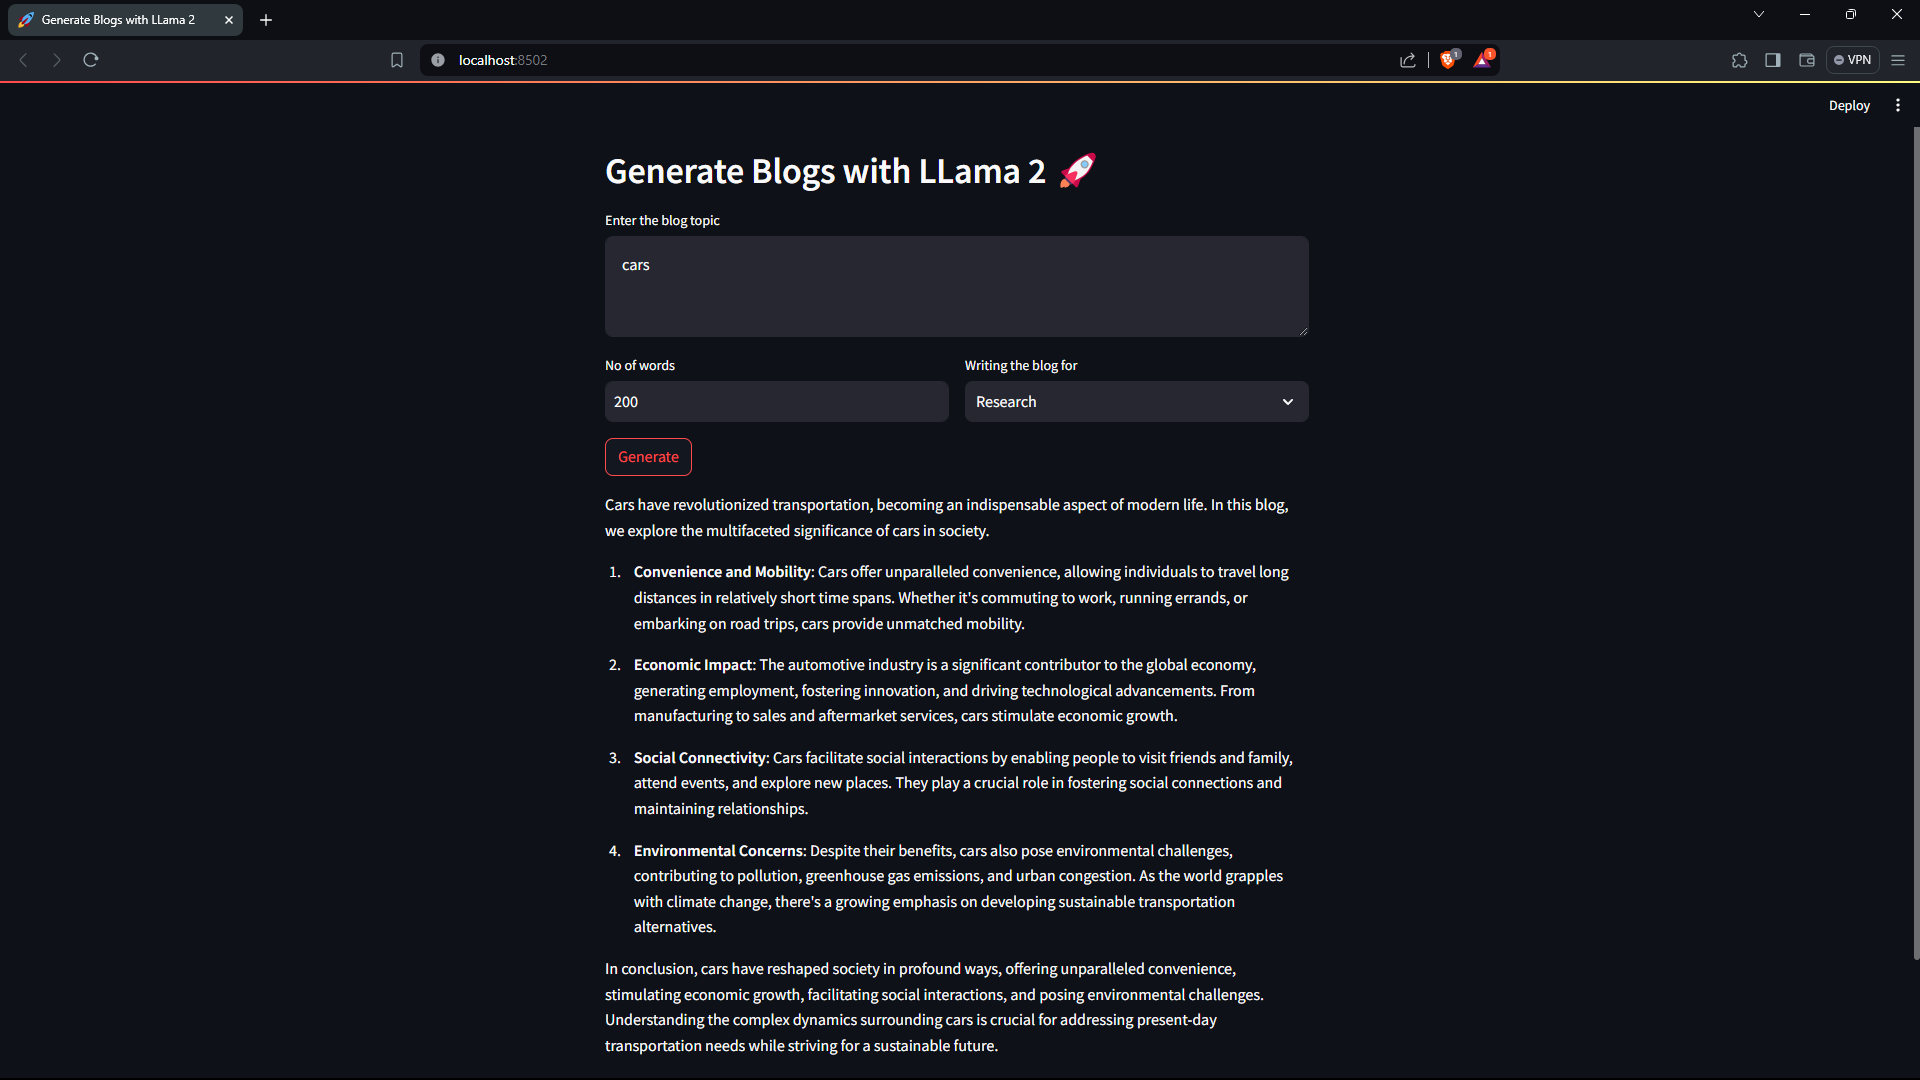 Generate Blogs with LLama 2
localhost:8502
1
1
VPN
Deploy
Generate Blogs with LLama 2 🚀
Enter the blog topic
cars
No of words
Writing the blog for
200
Research
Generate
Cars have revolutionized transportation, becoming an indispensable aspect of modern life. In this blog,
we explore the multifaceted significance of cars in society.
1. Convenience and Mobility: Cars offer unparalleled convenience, allowing individuals to travel long
distances in relatively short time spans. Whether it's commuting to work, running errands, or
embarking on road trips, cars provide unmatched mobility.
2. Economic Impact: The automotive industry is a significant contributor to the global economy,
generating employment, fostering innovation, and driving technological advancements. From
manufacturing to sales and aftermarket services, cars stimulate economic growth.
3. Social Connectivity: Cars facilitate social interactions by enabling people to visit friends and family,
attend events, and explore new places. They play a crucial role in fostering social connections and
maintaining relationships.
4. Environmental Concerns: Despite their benefits, cars also pose environmental challenges,
contributing to pollution, greenhouse gas emissions, and urban congestion. As the world grapples
with climate change, there's a growing emphasis on developing sustainable transportation
alternatives.
In conclusion, cars have reshaped society in profound ways, offering unparalleled convenience,
stimulating economic growth, facilitating social interactions, and posing environmental challenges.
Understanding the complex dynamics surrounding cars is crucial for addressing present-day
transportation needs while striving for a sustainable future.